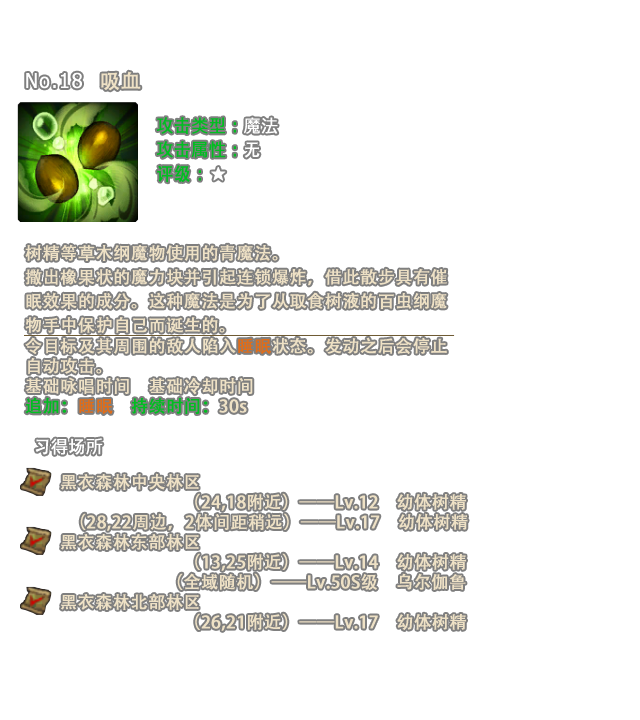 No.18 吸血
攻击类型：魔法
攻击属性：无
评级：☆
树精等草木纲魔物使用的青魔法。
撒出橡果状的魔力块并引起连锁爆炸，借此散步具有催
眠效果的成分。这种魔法是为了从取食树液的百虫纲魔
物手中保护自己而诞生的。
令目标及其周围的敌人陷入睡眠状态。发动之后会停止
自动攻击。
基础咏唱时间 基础冷却时间
追加：睡眠 持续时间：30s
习得场所
黑衣森林中央林区
（24,18附近）——Lv.12 幼体树精
（28,22周边，2体间距稍远）——Lv.17 幼体树精
黑衣森林东部林区
（13,25附近）——Lv.14 幼体树精
（全域随机）——Lv.50S级 乌尔伽鲁
黑衣森林北部林区
（26,21附近）——Lv.17 幼体树精